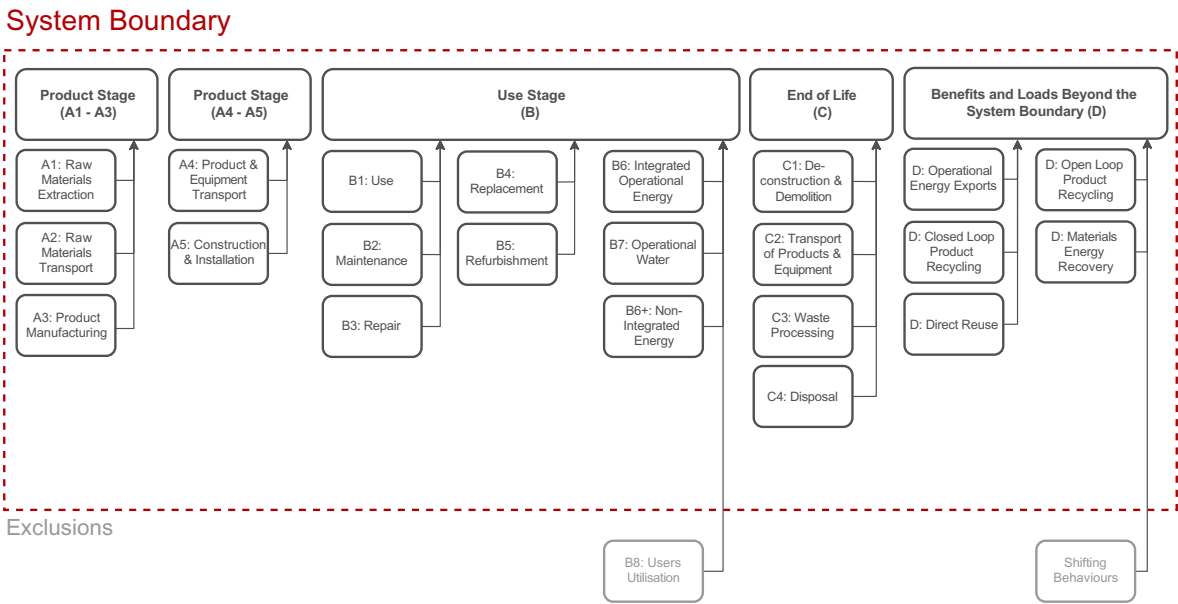 System Boundary
Product Stage
(A1 - A3)
A1: Raw
Materials
Extraction
A2: Raw
Materials
Transport
A3: Product
Manufacturing
Product Stage
(A4 - A5)
A4: Product &
Equipment
Transport
A5: Construction
& Installation
Use Stage
(B)
B1: Use
B2:
Maintenance
B3: Repair
B4:
Replacement
B5:
Refurbishment
B6: Integrated
Operational
Energy
B7: Operational
Water
B6+: Non-
Integrated
Energy
End of Life
(C)
C1: De-
construction &
Demolition
C2: Transport
of Products &
Equipment
C3: Waste
Processing
C4: Disposal
Benefits and Loads Beyond the
System Boundary (D)
D: Operational
Energy Exports
D: Closed Loop
Product
Recycling
D: Direct Reuse
D: Open Loop
Product
Recycling
D: Materials
Energy
Recovery
Exclusions
B8: Users
Utilisation
Shifting
Behaviours